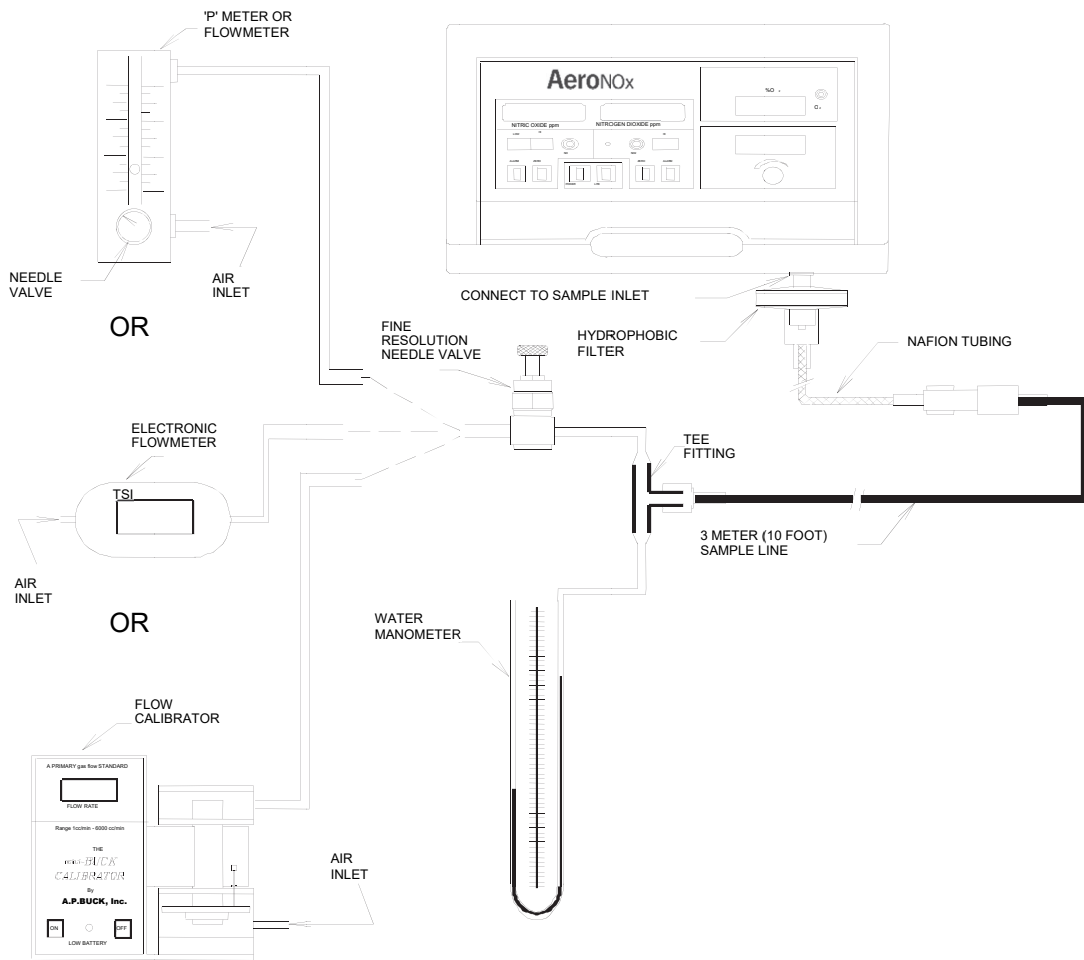 'P' METER OR
FLOWMETER
AeroNOx
%O
O₂
NITRIC OXIDE ppm
NITROGEN DIOXIDE ppm
NEEDLE
VALVE
AIR
INLET
OR
CONNECT TO SAMPLE INLET
HYDROPHOBIC
FILTER
NAFION TUBING
FINE
RESOLUTION
NEEDLE VALVE
ELECTRONIC
FLOWMETER
TSI
TEE
FITTING
3 METER (10 FOOT)
SAMPLE LINE
AIR
INLET
OR
WATER
MANOMETER
FLOW
CALIBRATOR
A PRIMARY gas flow STANDARD
FLOW RATE
Range 1cc/min - 6000 cc/min
THE
mini-BUCK
CALIBRATOR
By
A.P.BUCK, Inc.
ON
OFF
LOW BATTERY
AIR
INLET